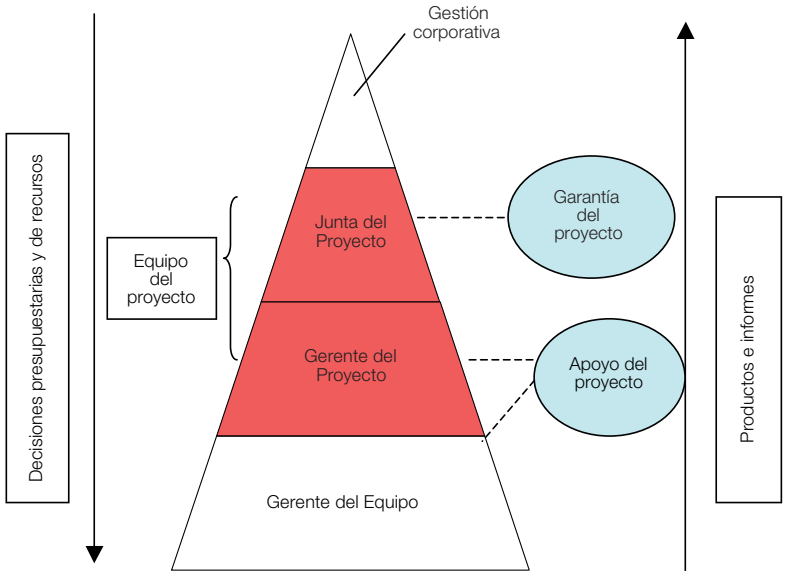 Gestión
corporativa
Decisiones presupuestarias y de recursos
Equipo
del
proyecto
Junta del
Proyecto
Garantía
del
proyecto
Gerente del
Proyecto
Apoyo del
proyecto
Gerente del Equipo
Productos e informes